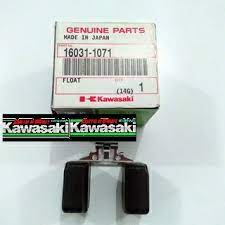 GENUINE PARTS
MADE IN JAPAN
16031-1071
FLOAT
(14G) 1
Kawasaki
Kawasaki Kawasaki